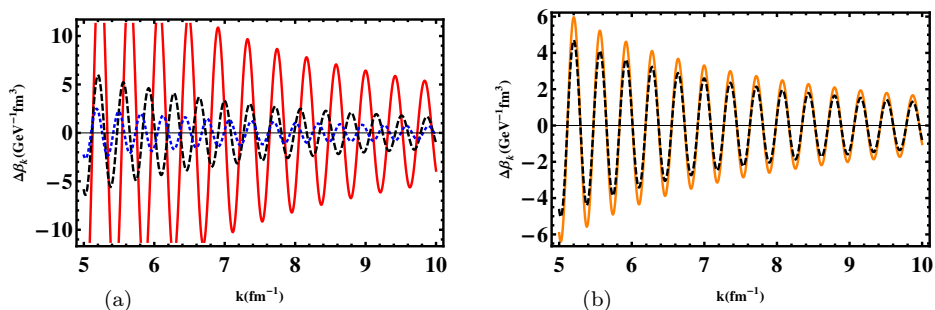 Δβₖ(GeV⁻¹fm³)
10
5
0
−5
−10
5 6 7 8 9 10
k(fm⁻¹)
(a)
Δβₖ(GeV⁻¹fm³)
6
4
2
0
−2
−4
−6
5 6 7 8 9 10
k(fm⁻¹)
(b)